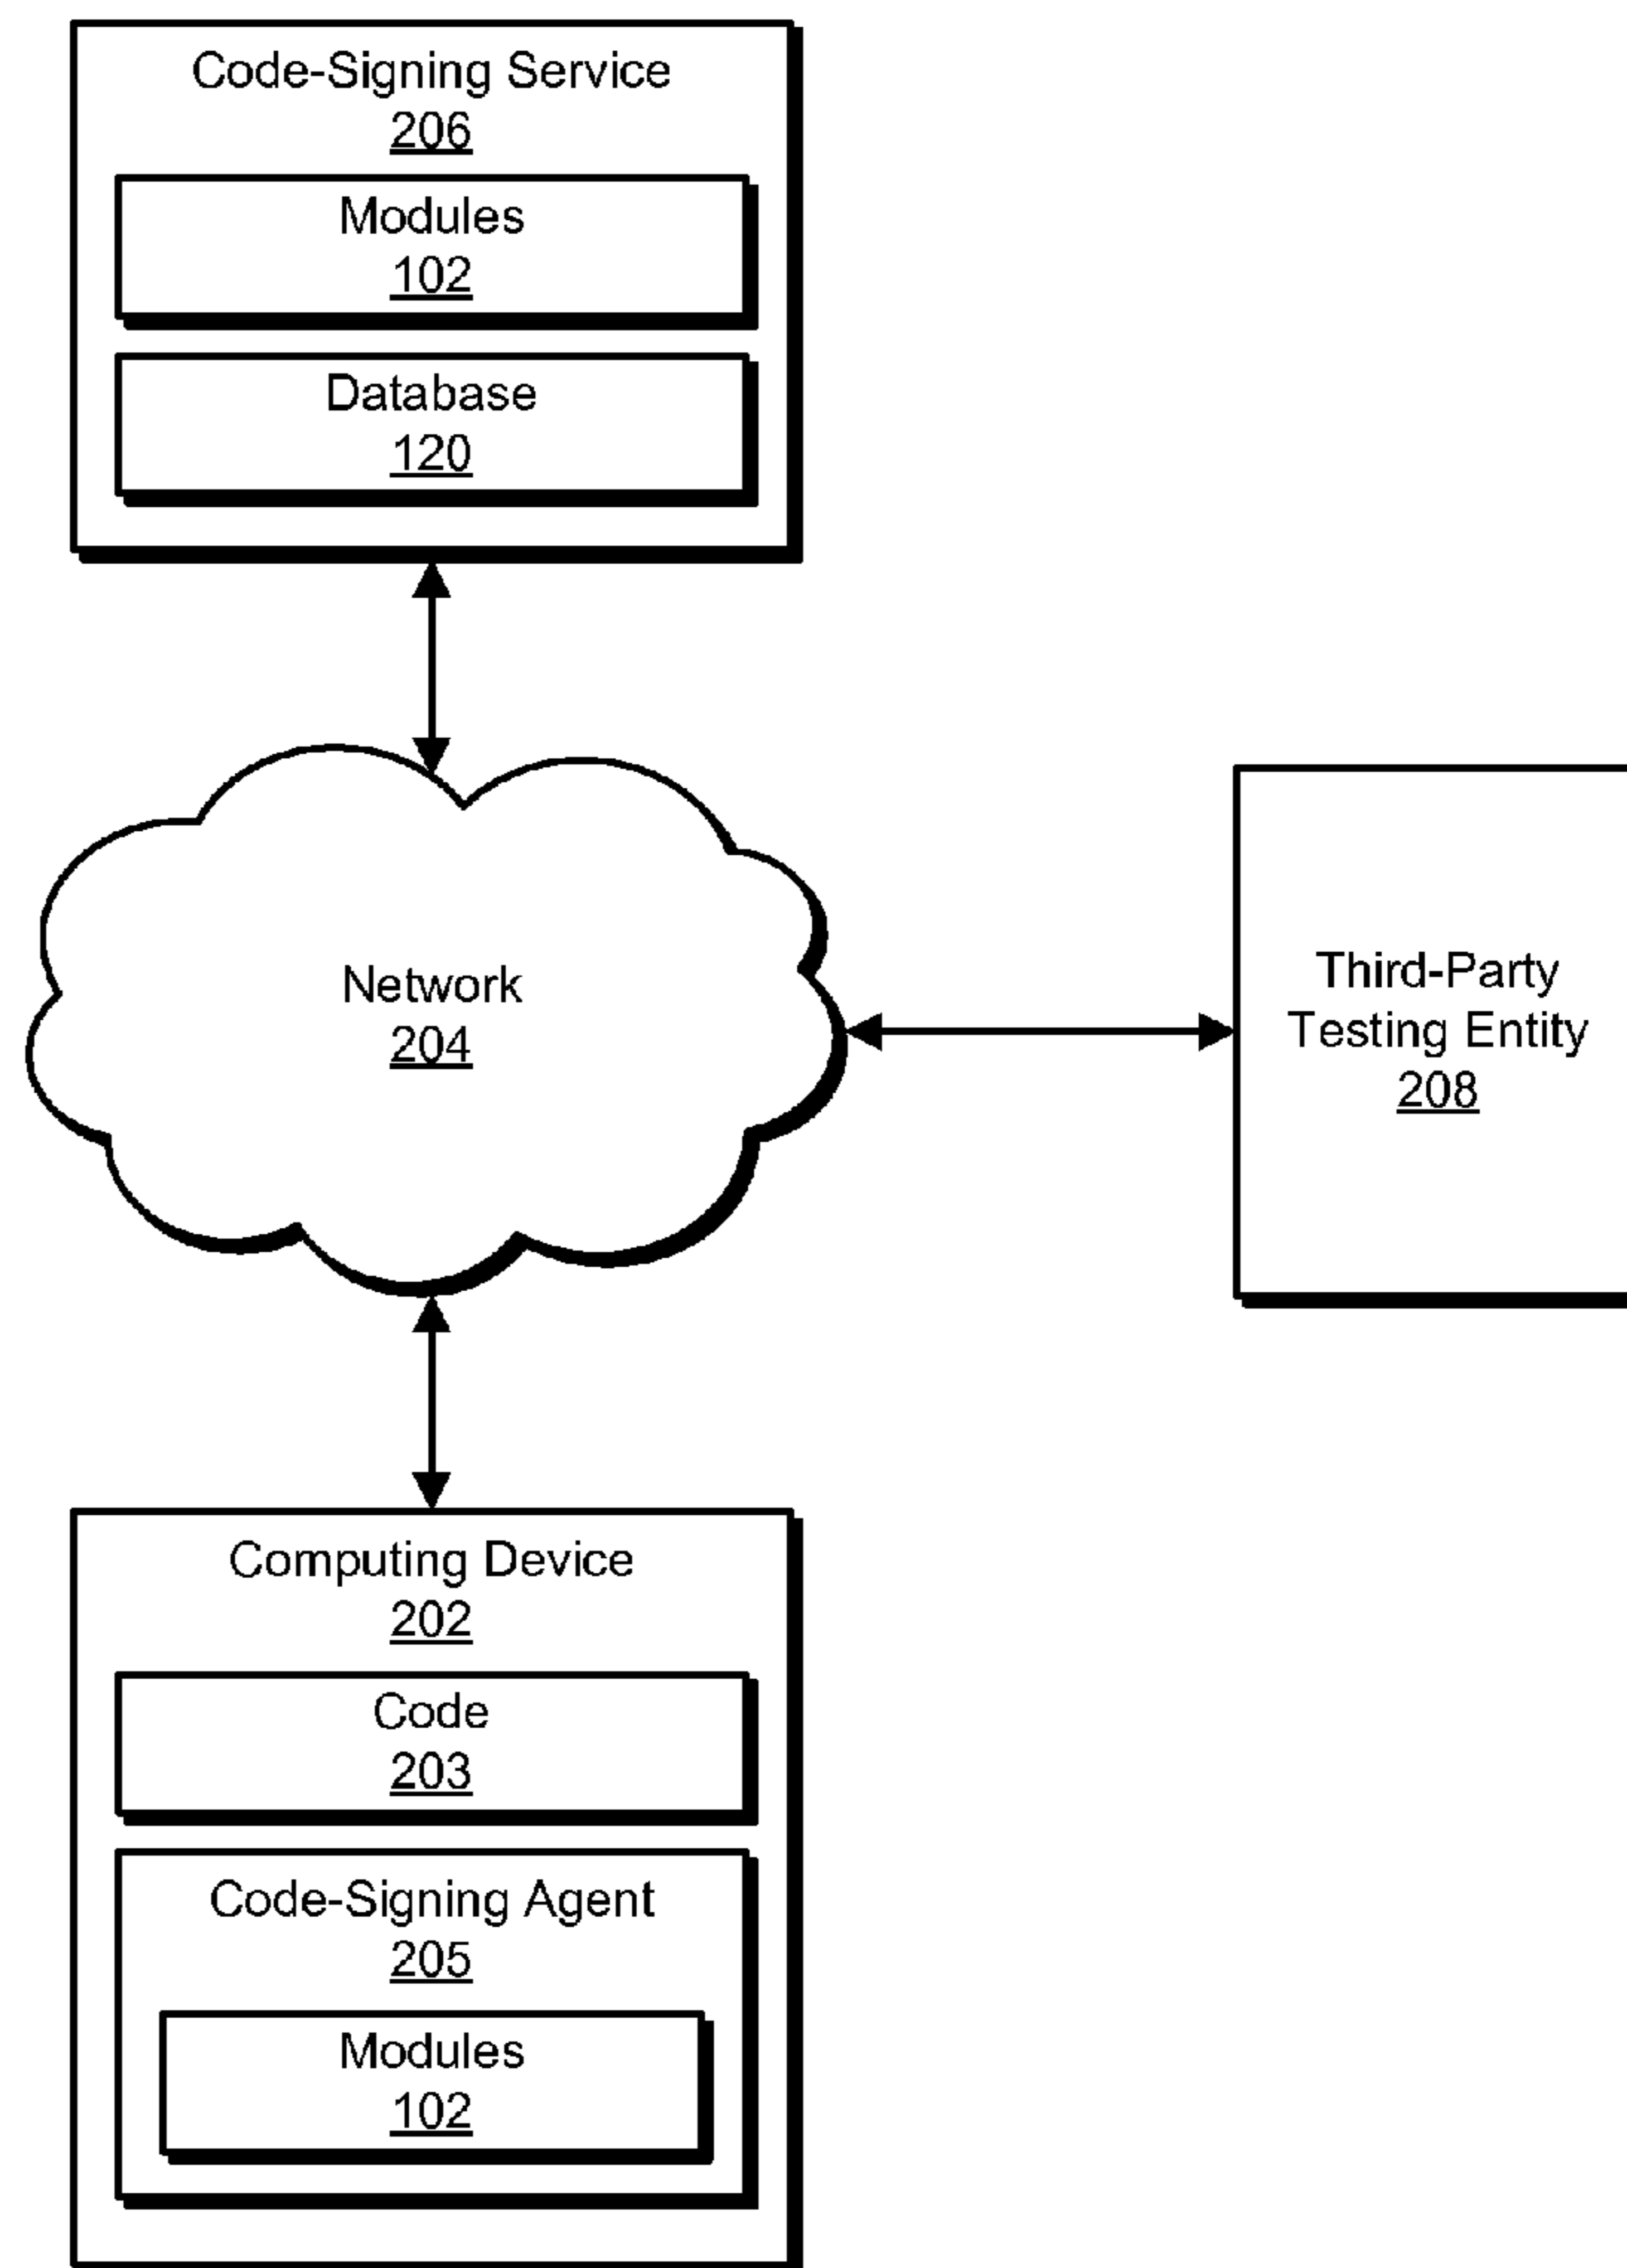 Code-Signing Service
206
Modules
102
Database
120
Network
204
Third-Party
Testing Entity
208
Computing Device
202
Code
203
Code-Signing Agent
205
Modules
102